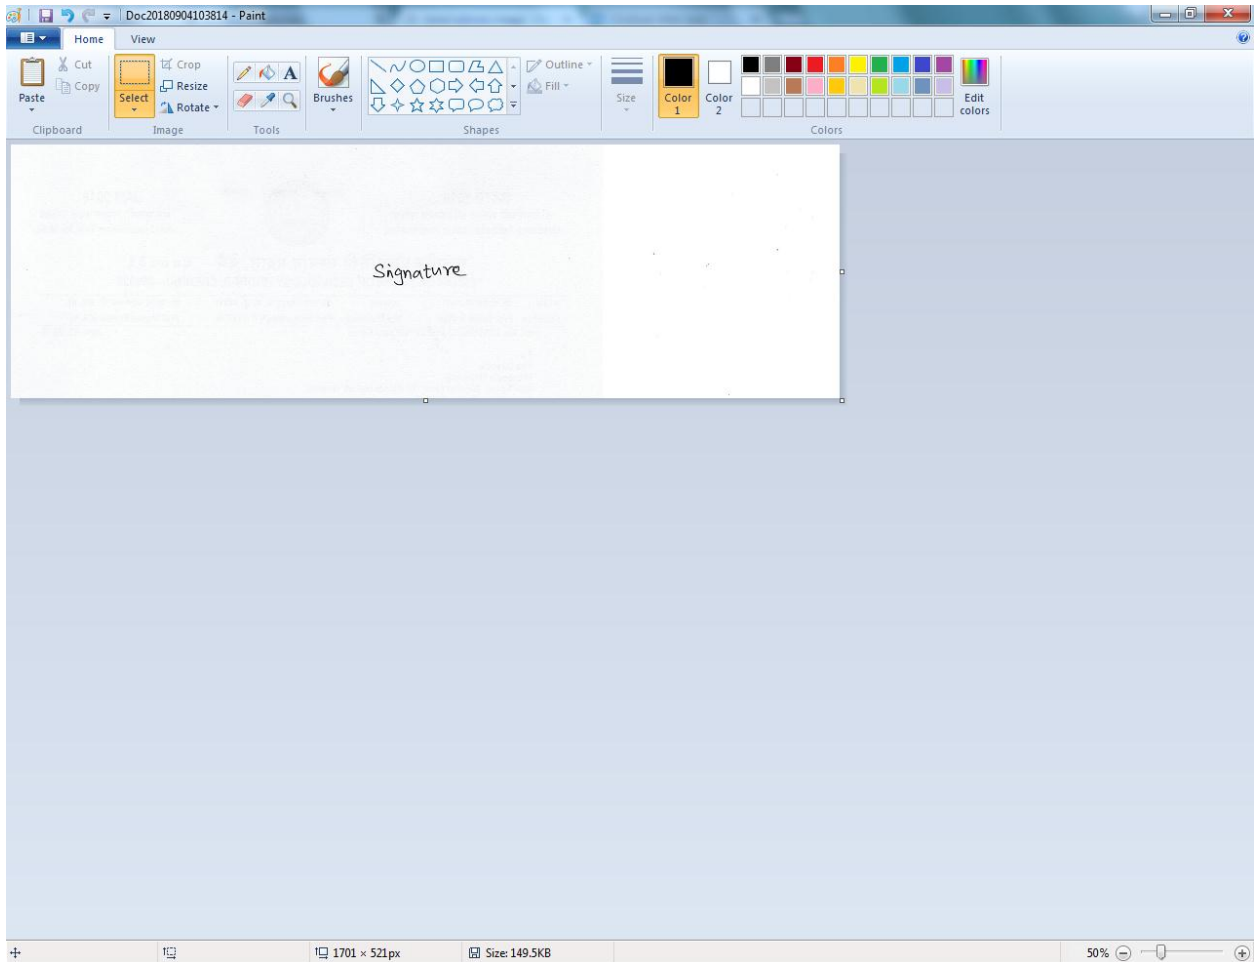 Doc20180904103814 - Paint
Home View
Cut
Copy
Paste
Clipboard
Select
Crop
Resize
Rotate
Image
A
Tools
Brushes
Outline
Fill
Shapes
Size
Color 1
Color 2
Edit colors
Colors
Signature
1701 × 521px
Size: 149.5KB
50%